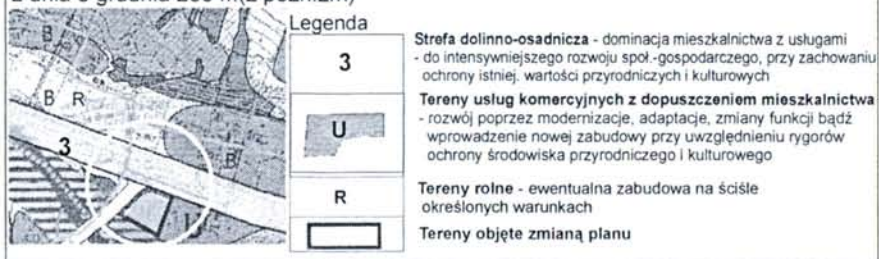 Legenda
3
Strefa dolinno-osadnicza - dominacja mieszkalnictwa z usługami
- do intensywniejszego rozwoju społ.-gospodarczego, przy zachowaniu
ochrony istniej. wartości przyrodniczych i kulturowych
U
Tereny usług komercyjnych z dopuszczeniem mieszkalnictwa
- rozwój poprzez modernizacje, adaptacje, zmiany funkcji bądź
wprowadzenie nowej zabudowy przy uwzględnieniu rygorów
ochrony środowiska przyrodniczego i kulturowego
R
Tereny rolne - ewentualna zabudowa na ściśle
określonych warunkach
Tereny objęte zmianą planu
B
B R
3
B
U